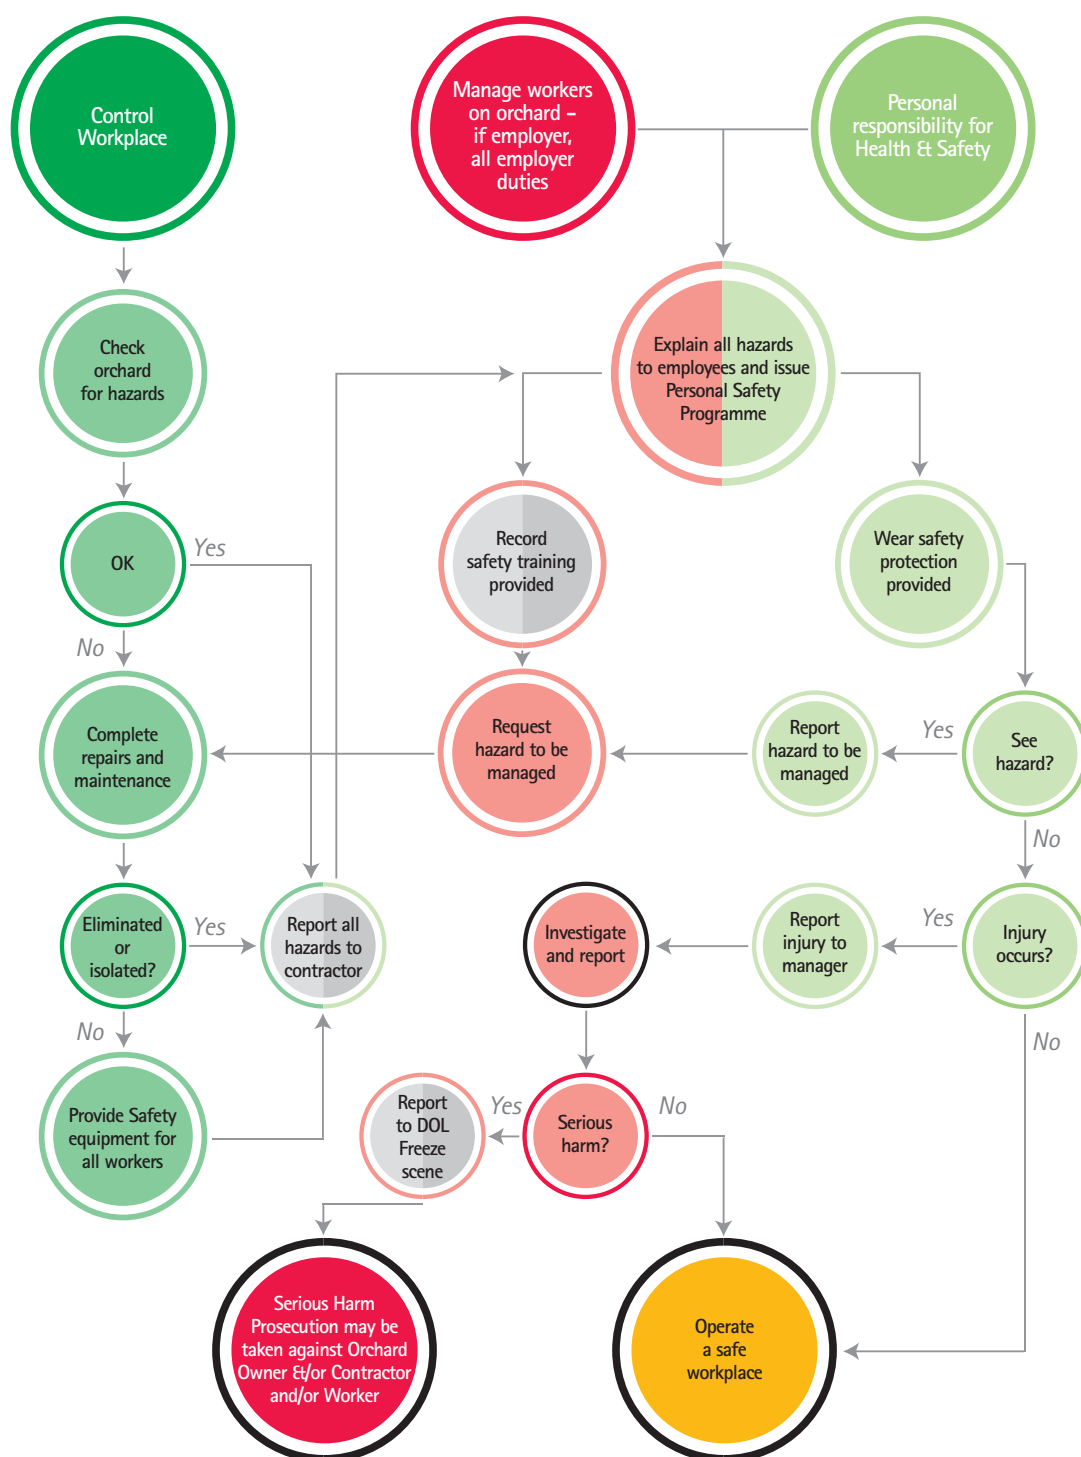 Control
Workplace
Manage workers
on orchard –
if employer,
all employer
duties
Personal
responsibility for
Health & Safety
Check
orchard
for hazards
Explain all hazards
to employees and issue
Personal Safety
Programme
OK
Yes
No
Record
safety training
provided
Wear safety
protection
provided
Complete
repairs and
maintenance
Request
hazard to be
managed
Report
hazard to be
managed
Yes
See
hazard?
No
Eliminated
or
isolated?
Yes
No
Report all
hazards to
contractor
Investigate
and report
Report
injury to
manager
Yes
Injury
occurs?
No
Provide Safety
equipment for
all workers
Report
to DOL
Freeze
scene
Yes
Serious
harm?
No
Serious Harm
Prosecution may be
taken against Orchard
Owner &/or Contractor
and/or Worker
Operate
a safe
workplace